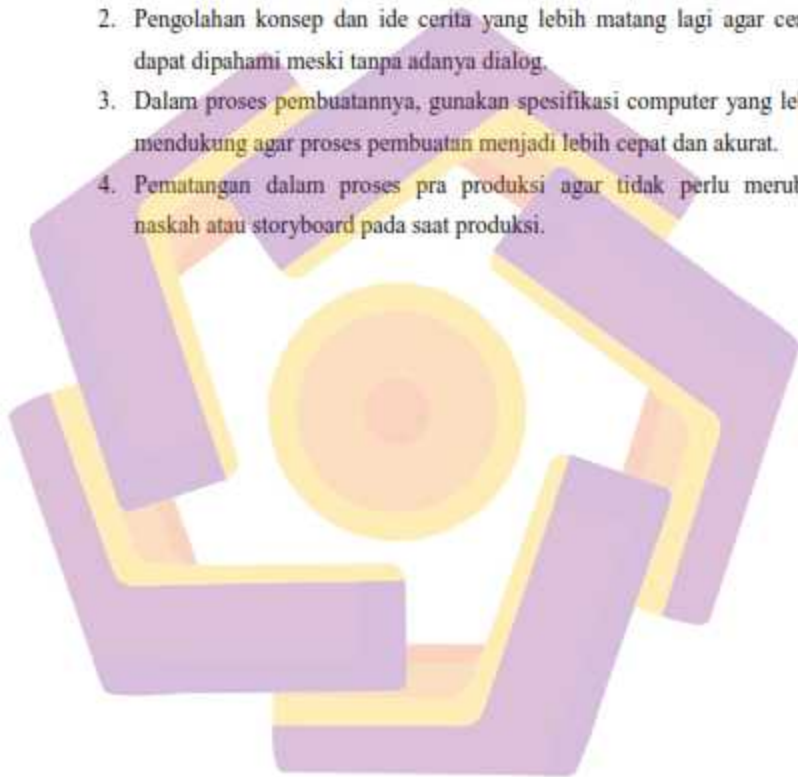 2. Pengolahan konsep dan ide cerita yang lebih matang lagi agar
dapat dipahami meski tanpa adanya dialog.
3. Dalam proses pembuatannya, gunakan spesifikasi computer yang
mendukung agar proses pembuatan menjadi lebih cepat dan akurat.
4. Pematangan dalam proses pra produksi agar tidak perlu
naskah atau storyboard pada saat produksi.